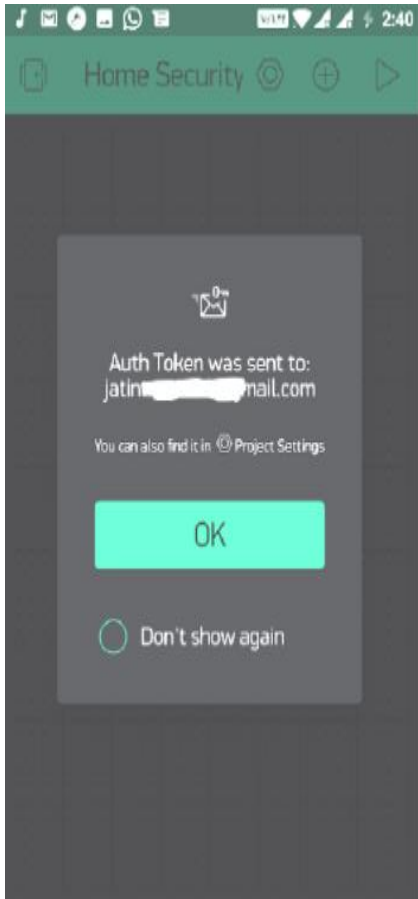 2:40
Home Security
Auth Token was sent to:
jatin mail.com
You can also find it in Project Settings
OK
Don't show again